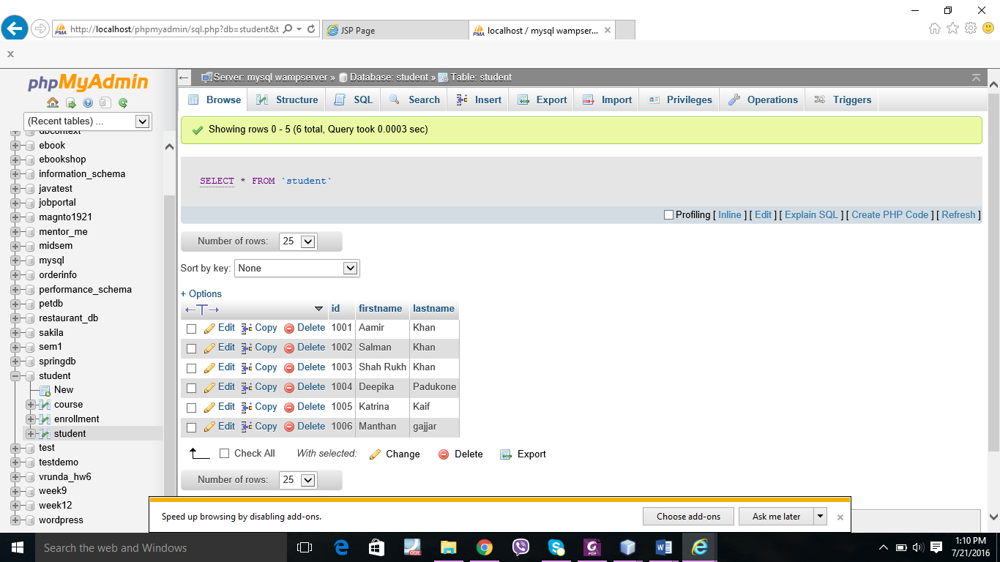 http://localhost/phpmyadmin/sql.php?db=student&t
JSP Page
localhost / mysql wampser...
x
phpMyAdmin
(Recent tables) ...
dbcontext
ebook
ebookshop
information_schema
javatest
jobportal
magnto1921
mentor_me
midsem
mysql
orderinfo
performance_schema
petdb
restaurant_db
sakila
sem1
springdb
student
New
course
enrollment
student
test
testdemo
vrunda_hw6
week9
week12
wordpress
Server: mysql wampserver » Database: student » Table: student
Browse Structure SQL Search Insert Export Import Privileges Operations Triggers
Showing rows 0 - 5 (6 total, Query took 0.0003 sec)
SELECT * FROM `student`
Profiling [ Inline ] [ Edit ] [ Explain SQL ] [ Create PHP Code ] [ Refresh ]
Number of rows: 25
Sort by key: None
+ Options
id firstname lastname
Edit Copy Delete 1001 Aamir Khan
Edit Copy Delete 1002 Salman Khan
Edit Copy Delete 1003 Shah Rukh Khan
Edit Copy Delete 1004 Deepika Padukone
Edit Copy Delete 1005 Katrina Kaif
Edit Copy Delete 1006 Manthan gajjar
Check All With selected: Change Delete Export
Number of rows: 25
Speed up browsing by disabling add-ons. Choose add-ons Ask me later
Search the web and Windows
1:10 PM
7/21/2016